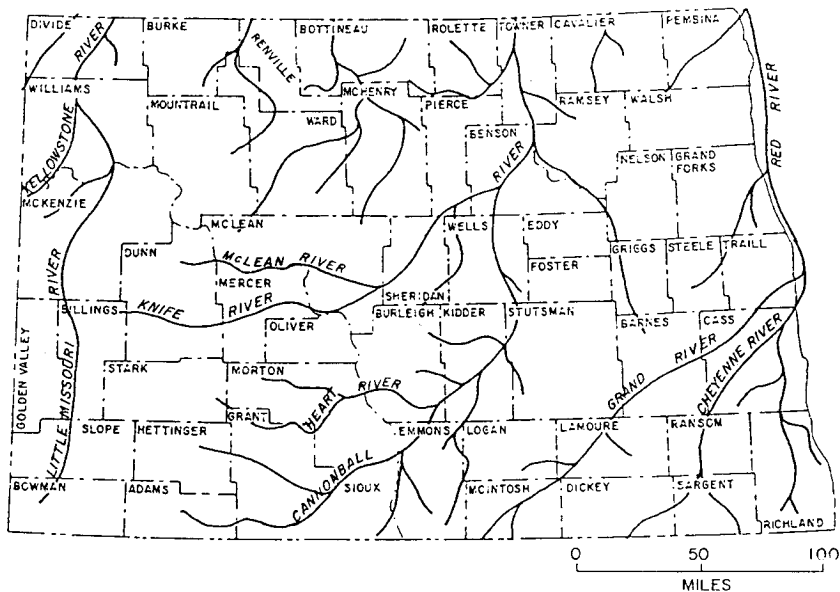 DIVIDE
BURKE
RENVILLE
BOTTINEAU
ROLETTE
TOWNER
CAVALIER
PEMBINA
RIVER
WILLIAMS
MOUNTRAIL
WARD
MCHENRY
PIERCE
RAMSEY
WALSH
RED RIVER
BENSON
YELLOWSTONE
MCKENZIE
RIVER
NELSON
GRAND
FORKS
MCLEAN
WELLS
EDDY
GRIGGS
STEELE
TRAILL
DUNN
MCLEAN RIVER
MERCER
FOSTER
RIVER
SHERIDAN
BILLINGS
KNIFE RIVER
OLIVER
BURLEIGH
KIDDER
STUTSMAN
BARNES
CASS
GOLDEN VALLEY
STARK
MORTON
GRAND RIVER
CHEYENNE RIVER
HEART RIVER
GRANT
LITTLE MISSOURI
SLOPE
HETTINGER
EMMONS
LOGAN
LAMOURE
RANSOM
CANNONBALL
BOWMAN
ADAMS
SIOUX
MCINTOSH
DICKEY
SARGENT
RICHLAND
0 50 100
MILES